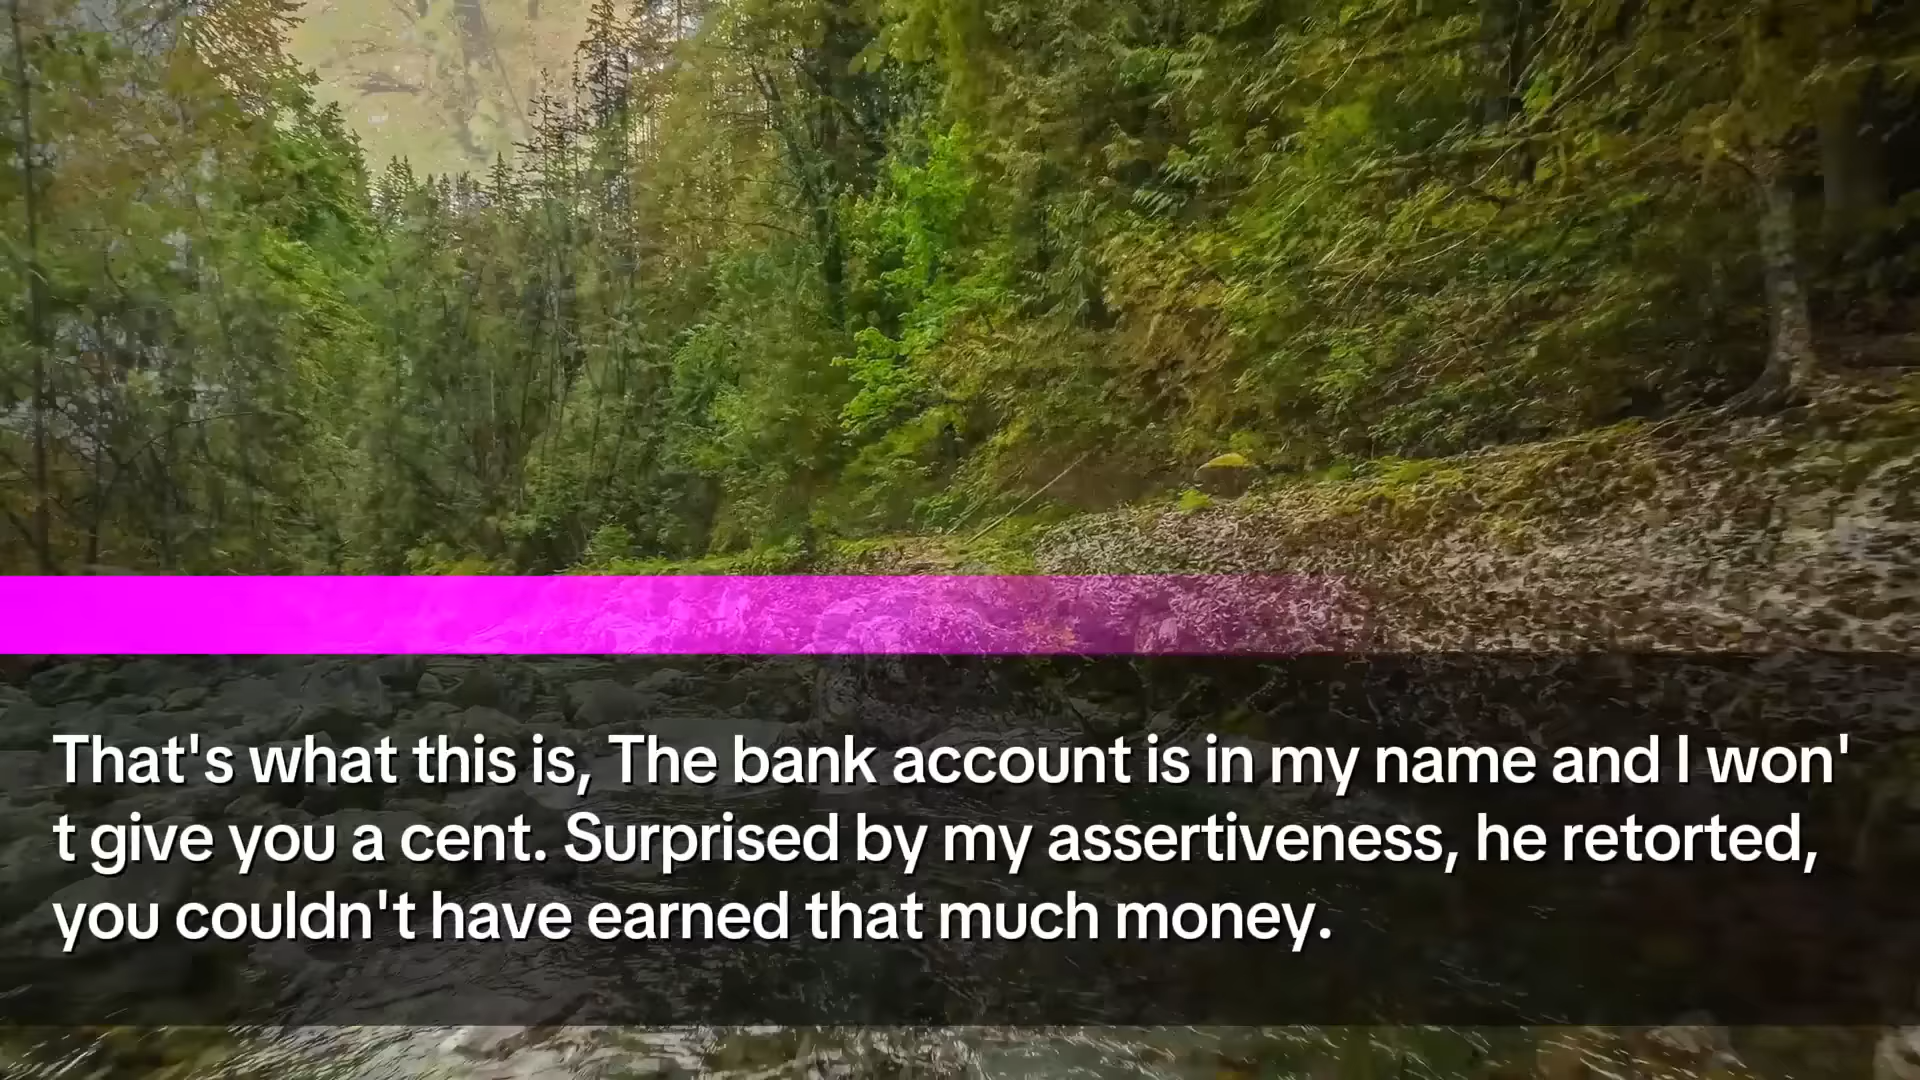 That's what this is, The bank account is in my name and I won'
t give you a cent. Surprised by my assertiveness, he retorted,
you couldn't have earned that much money.